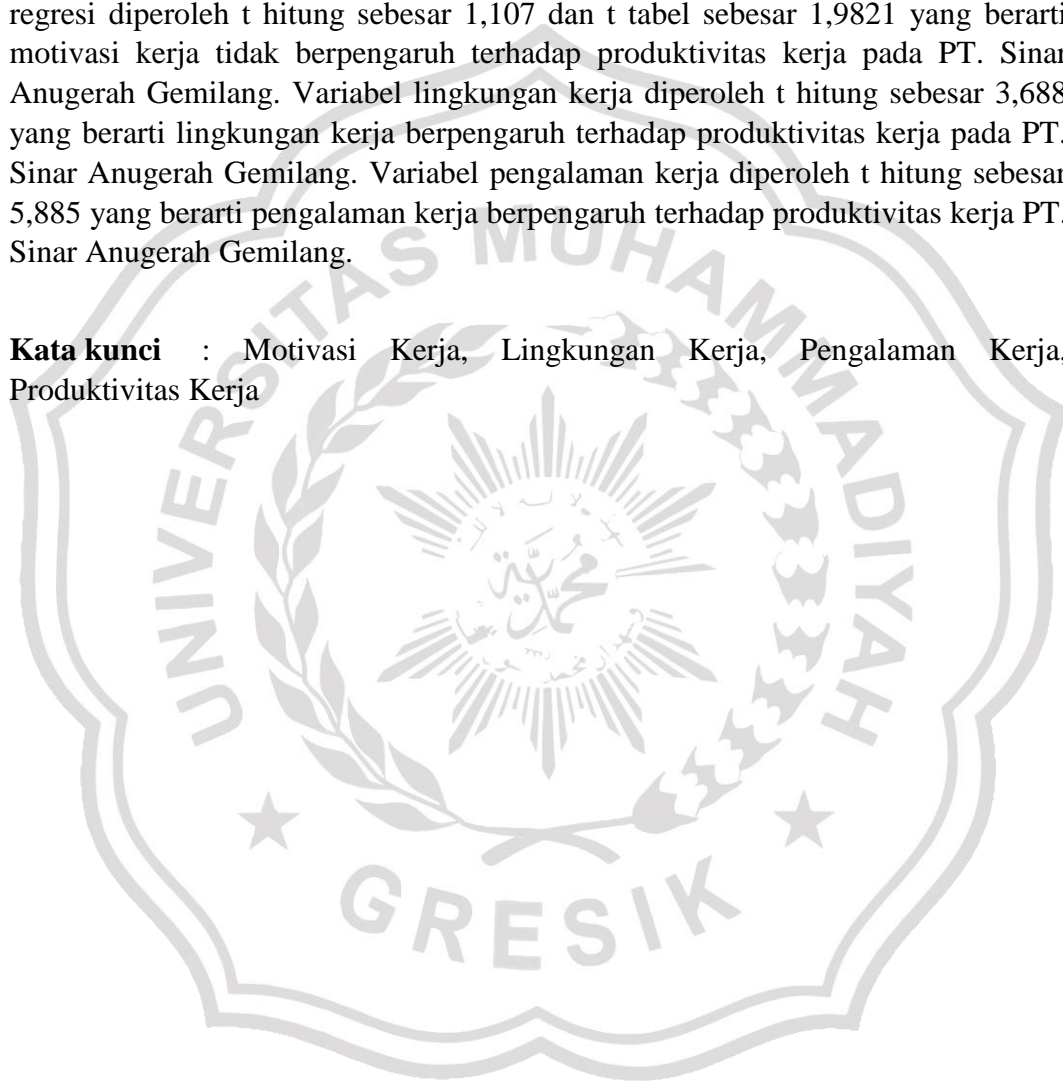 regresi diperoleh t hitung sebesar 1,107 dan t tabel sebesar 1,9821 yang berarti
motivasi kerja tidak berpengaruh terhadap produktivitas kerja pada PT. Sinar
Anugerah Gemilang. Variabel lingkungan kerja diperoleh t hitung sebesar 3,688
yang berarti lingkungan kerja berpengaruh terhadap produktivitas kerja pada PT.
Sinar Anugerah Gemilang. Variabel pengalaman kerja diperoleh t hitung sebesar
5,885 yang berarti pengalaman kerja berpengaruh terhadap produktivitas kerja PT.
Sinar Anugerah Gemilang.
Kata kunci : Motivasi Kerja, Lingkungan Kerja, Pengalaman Kerja,
Produktivitas Kerja
UNIVERSITAS MUHAMMADIYAH
GRESIK